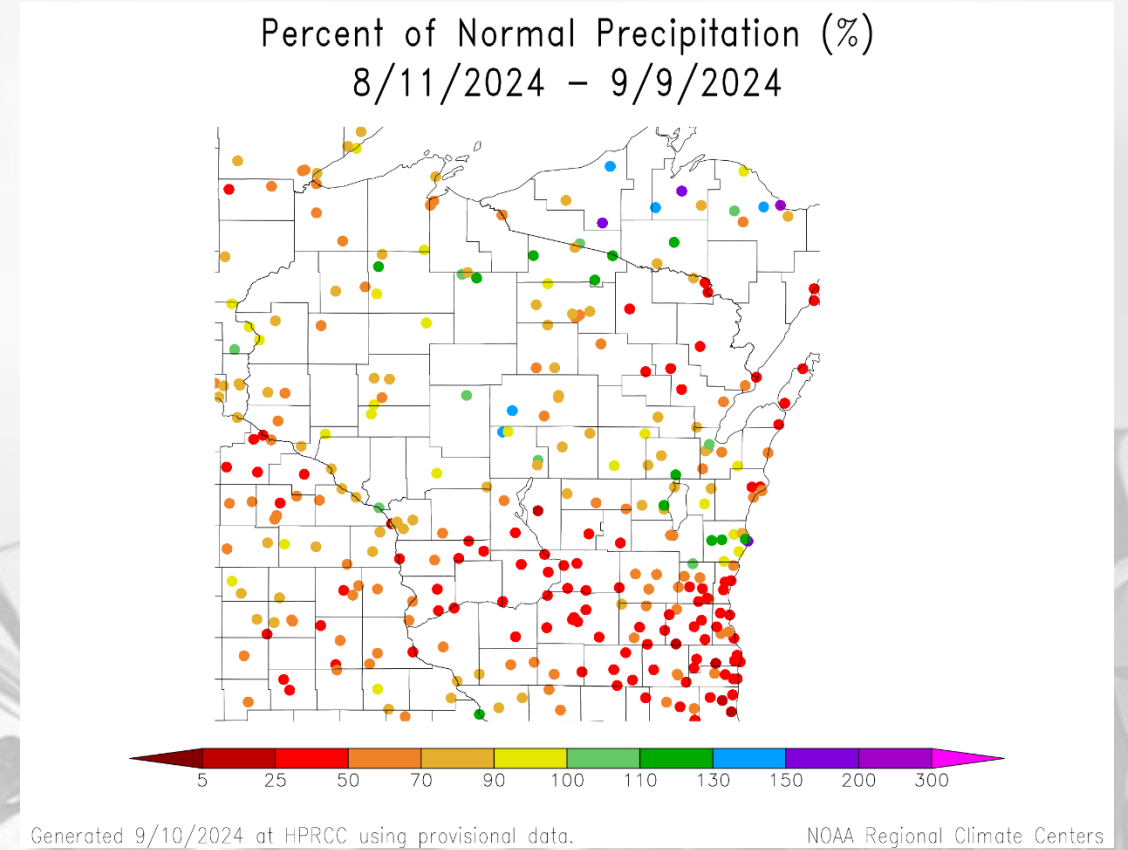 Percent of Normal Precipitation (%)
8/11/2024 – 9/9/2024
5 25 50 70 90 100 110 130 150 200 300
Generated 9/10/2024 at HPRCC using provisional data. NOAA Regional Climate Centers